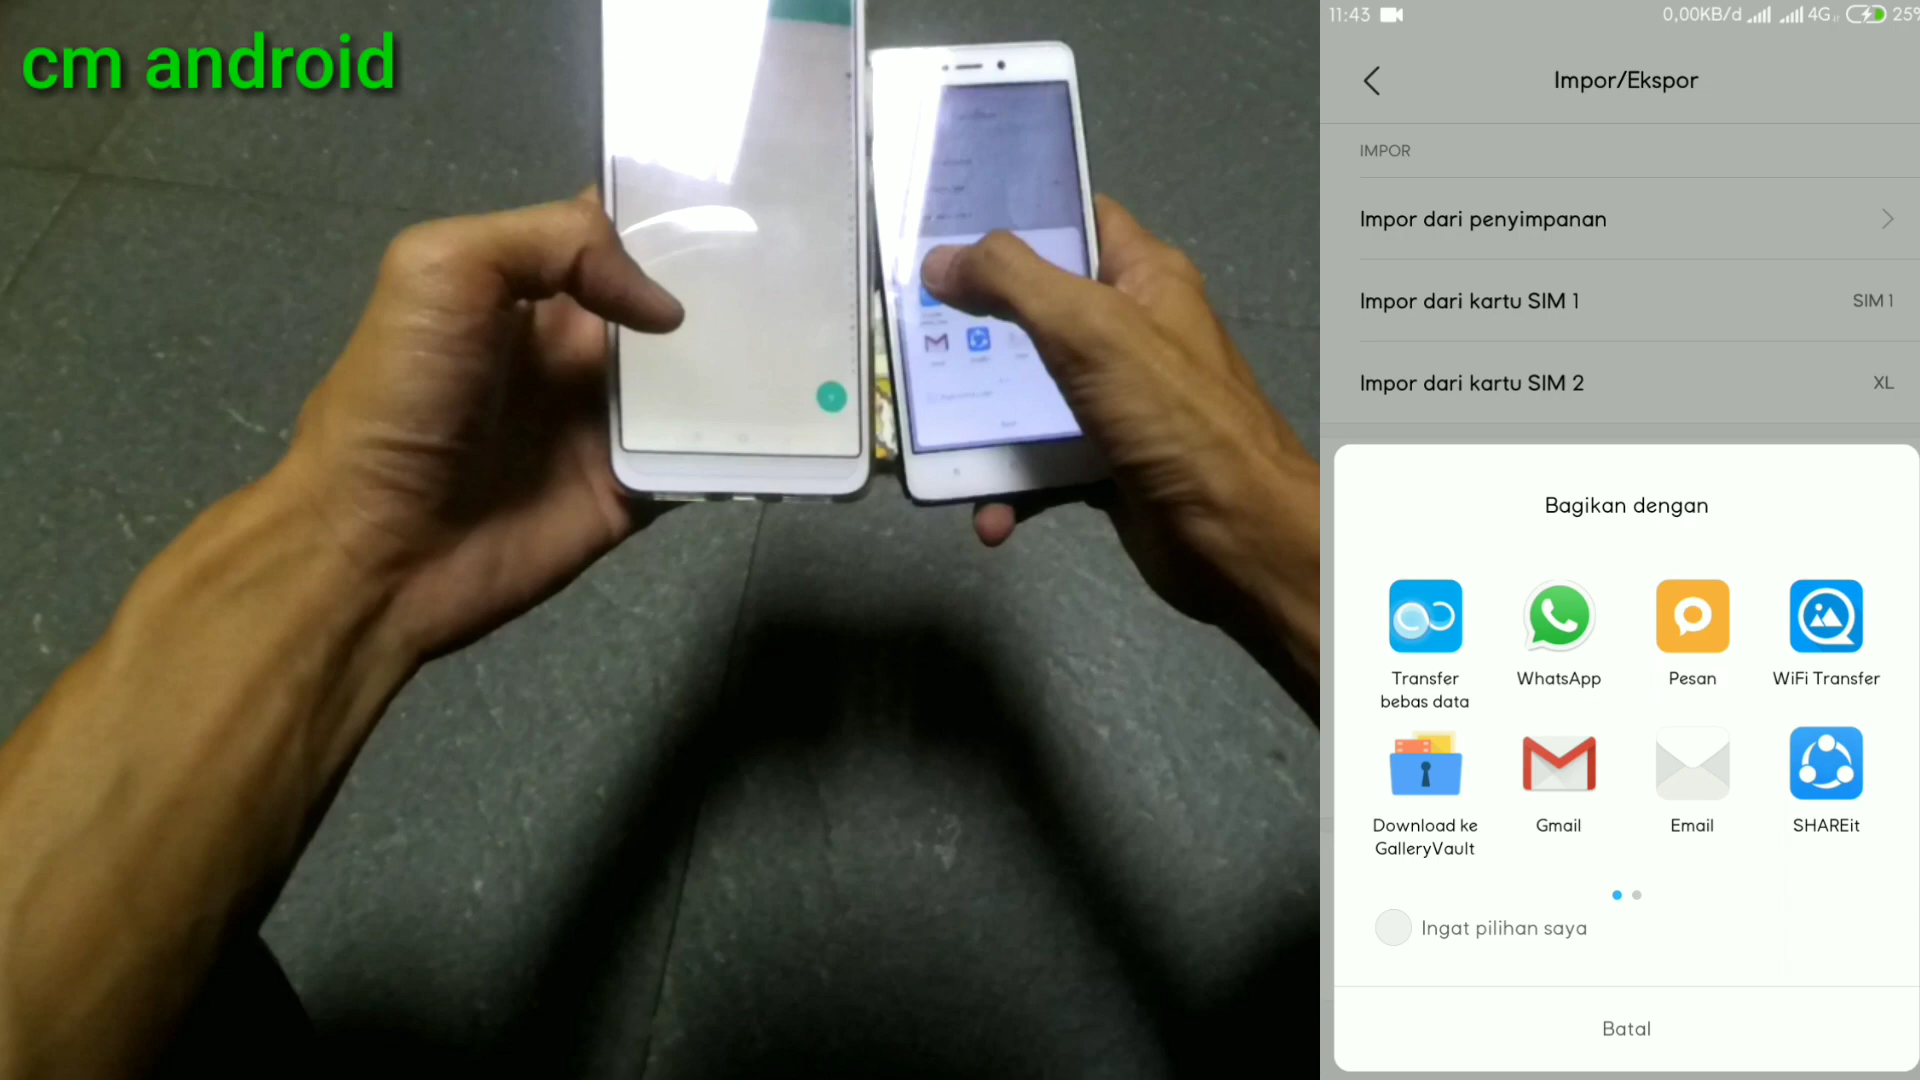 cm android
11:43
0,00KB/d
4G
25%
Impor/Ekspor
IMPOR
Impor dari penyimpanan
Impor dari kartu SIM 1
SIM 1
Impor dari kartu SIM 2
XL
Bagikan dengan
Transfer
bebas data
WhatsApp
Pesan
WiFi Transfer
Download ke
GalleryVault
Gmail
Email
SHAREit
Ingat pilihan saya
Batal